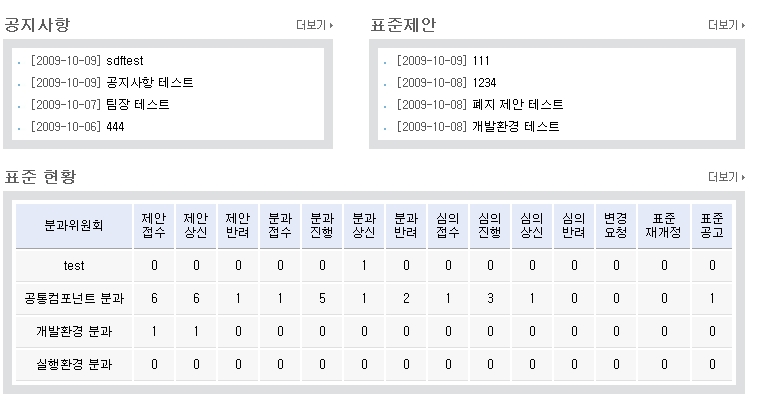 공지사항 더보기
[2009-10-09] sdftest
[2009-10-09] 공지사항 테스트
[2009-10-07] 팀장 테스트
[2009-10-06] 444
표준제안 더보기
[2009-10-09] 111
[2009-10-08] 1234
[2009-10-08] 폐지 제안 테스트
[2009-10-08] 개발환경 테스트
표준 현황 더보기
분과위원회 제안접수 제안상신 제안반려 분과접수 분과진행 분과상신 분과반려 심의접수 심의진행 심의상신 심의반려 변경요청 표준재개정 표준공고
test 0 0 0 0 0 1 0 0 0 0 0 0 0 0
공통컴포넌트 분과 6 6 1 1 5 1 2 1 3 1 0 0 0 1
개발환경 분과 1 1 0 0 0 0 0 0 0 0 0 0 0 0
실행환경 분과 0 0 0 0 0 0 0 0 0 0 0 0 0 0